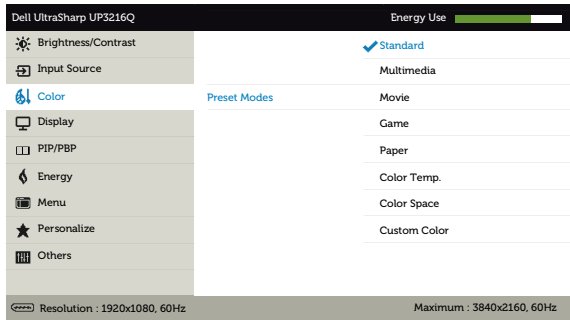 Dell UltraSharp UP3216Q
Energy Use
Brightness/Contrast
Standard
Input Source
Multimedia
Color
Preset Modes
Movie
Display
Game
PIP/PBP
Paper
Energy
Color Temp.
Menu
Color Space
Personalize
Custom Color
Others
Resolution : 1920x1080, 60Hz
Maximum : 3840x2160, 60Hz